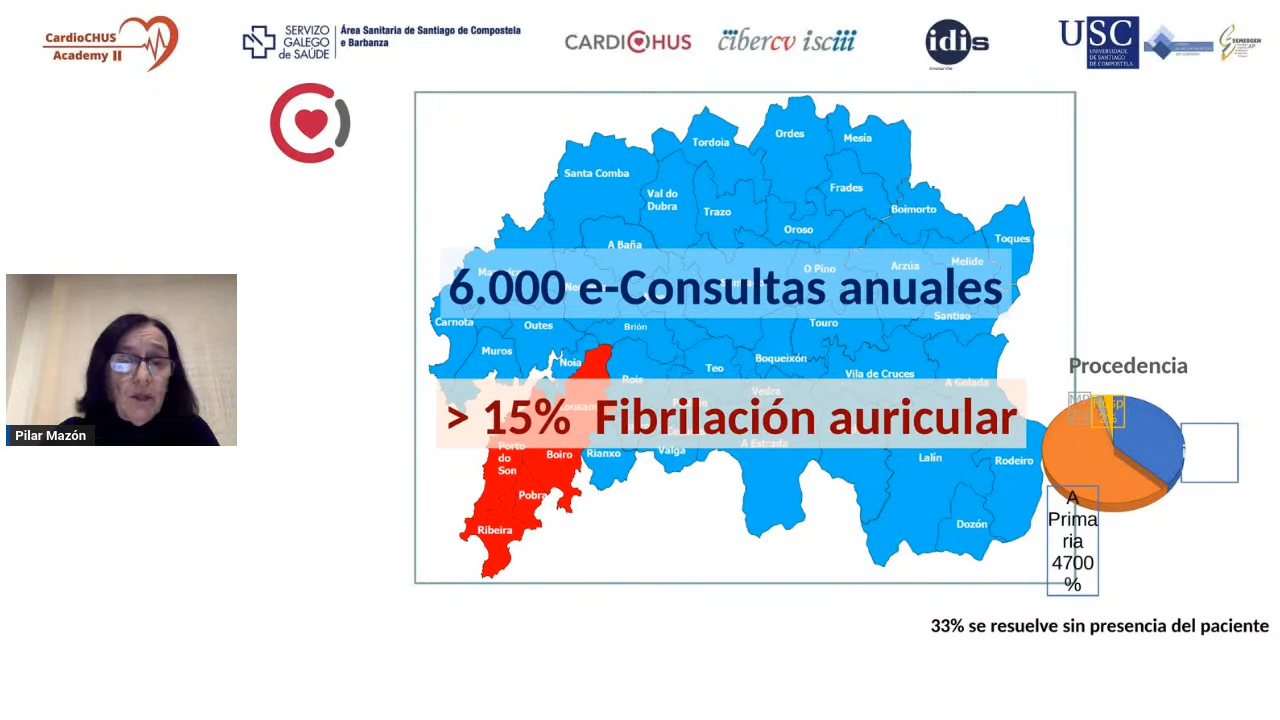 CardioCHUS
Academy II
SERVIZO
GALEGO
de SAÚDE
Área Sanitaria de Santiago de Compostela
e Barbanza
CARDIOCHUS
cibercv isciii
idis
FUNDACIÓN
USC
UNIVERSIDADE
DE SANTIAGO
DE COMPOSTELA
SEMERGEN
Tordoia
Ordes
Mesía
Santa Comba
Val do
Dubra
Trazo
Frades
Boimorto
Oroso
Toques
A Baña
O Pino
Arzúa
Melide
6.000 e-Consultas anuales
Carnota
Outes
Brión
Touro
Santiso
Muros
Noia
Rois
Teo
Boqueixón
Vila de Cruces
A Golada
Vedra
Lousam
> 15% Fibrilación auricular
Porto
do
Son
Boiro
Rianxo
Valga
A Estrada
Lalín
Rodeiro
Pobra
Ribeira
Dozón
Procedencia
A
Prima
ria
4700
%
33% se resuelve sin presencia del paciente
Pilar Mazón